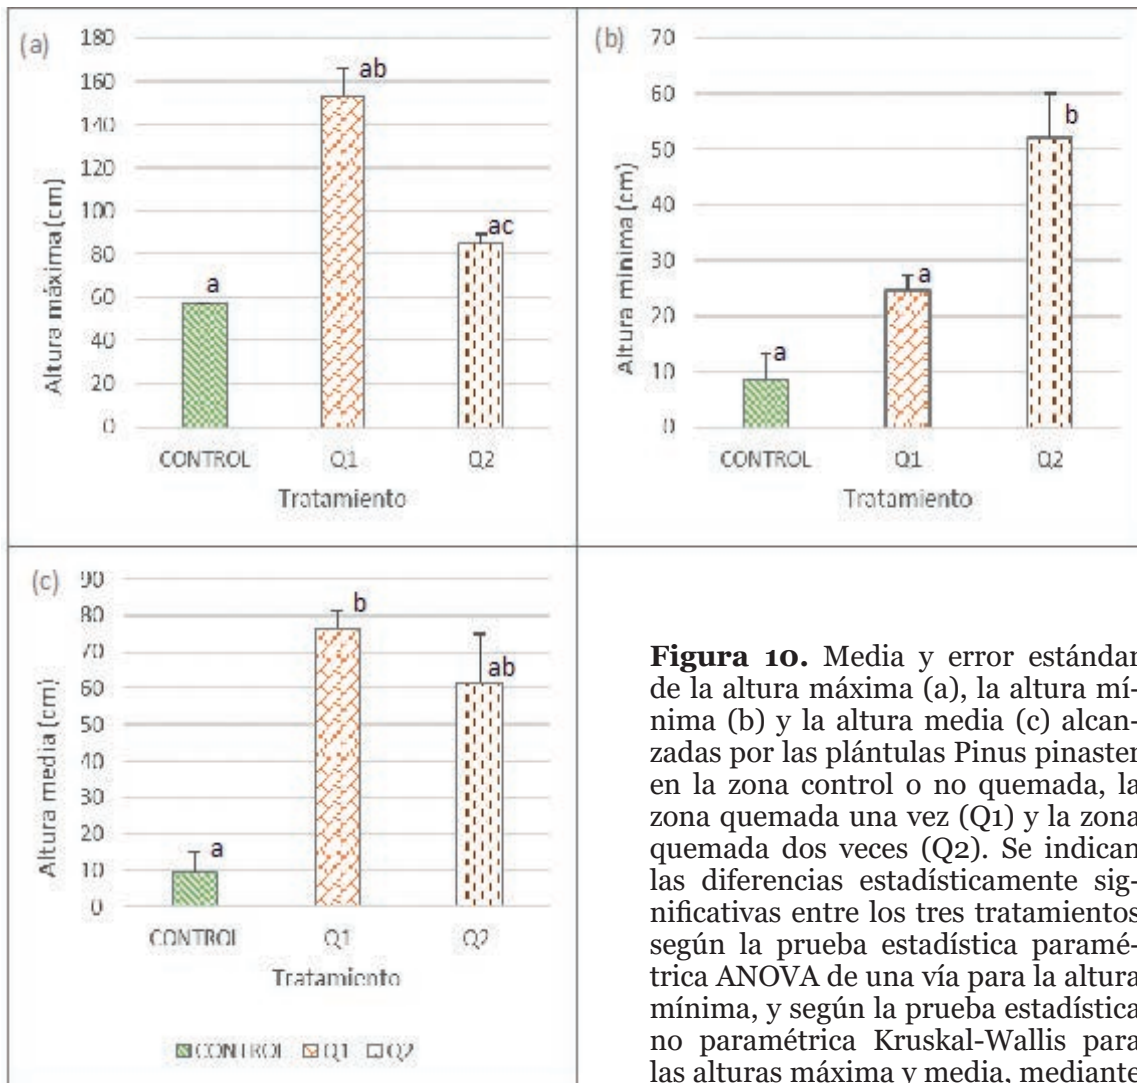 (a)
180
160
140
120
100
80
60
40
20
0
Altura máxima (cm)
a
ab
ac
CONTROL Q1 Q2
Tratamiento
(b)
70
60
50
40
30
20
10
0
Altura mínima (cm)
a
a
b
CONTROL Q1 Q2
Tratamiento
(c)
90
80
70
60
50
40
30
20
10
0
Altura media (cm)
a
b
ab
CONTROL Q1 Q2
Tratamiento
CONTROL Q1 Q2
Figura 10. Media y error estándar
de la altura máxima (a), la altura mí-
nima (b) y la altura media (c) alcan-
zadas por las plántulas Pinus pinaster
en la zona control o no quemada, la
zona quemada una vez (Q1) y la zona
quemada dos veces (Q2). Se indican
las diferencias estadísticamente sig-
nificativas entre los tres tratamientos
según la prueba estadística paramé-
trica ANOVA de una vía para la altura
mínima, y según la prueba estadística
no paramétrica Kruskal-Wallis para
las alturas máxima y media, mediante